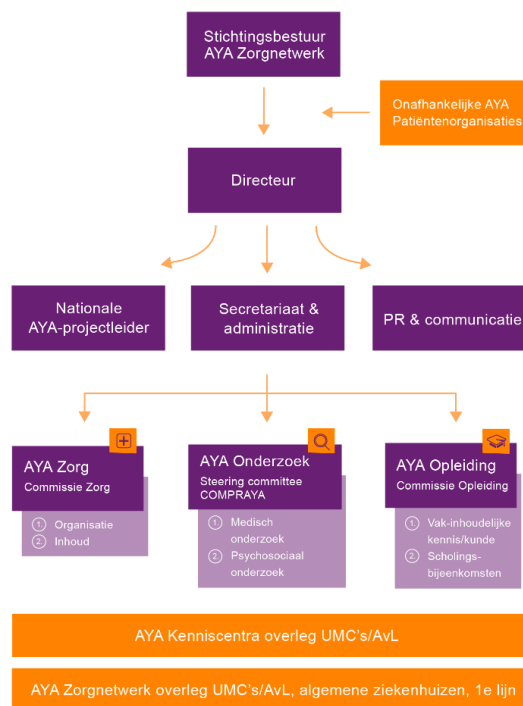 Stichtingsbestuur
AYA Zorgnetwerk
Onafhankelijke AYA
Patiëntenorganisaties
Directeur
Nationale
AYA-projectleider
Secretariaat &
administratie
PR & communicatie
AYA Zorg
Commissie Zorg
1. Organisatie
2. Inhoud
AYA Onderzoek
Steering committee
COMPRAYA
1. Medisch
onderzoek
2. Psychosociaal
onderzoek
AYA Opleiding
Commissie Opleiding
1. Vak-inhoudelijke
kennis/kunde
2. Scholings-
bijeenkomsten
AYA Kenniscentra overleg UMC's/AvL
AYA Zorgnetwerk overleg UMC's/AvL, algemene ziekenhuizen, 1e lijn